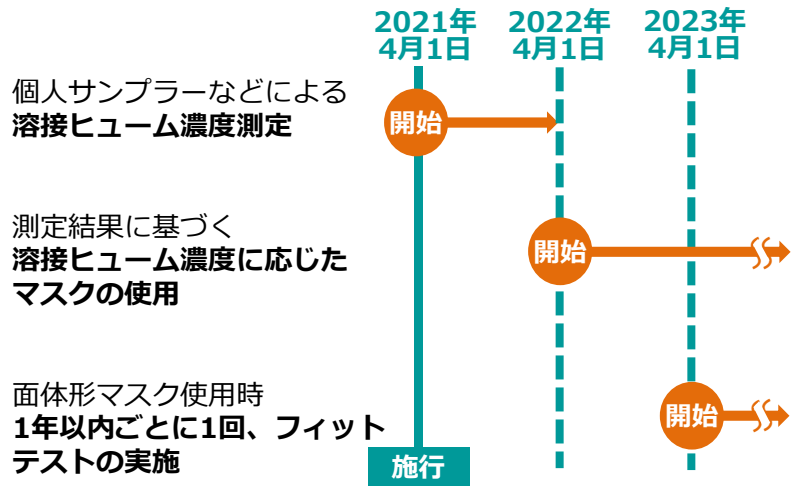 2021年
4月1日
2022年
4月1日
2023年
4月1日
個人サンプラーなどによる
溶接ヒューム濃度測定
開始
測定結果に基づく
溶接ヒューム濃度に応じた
マスクの使用
開始
面体形マスク使用時
1年以内ごとに1回、フィット
テストの実施
開始
施行